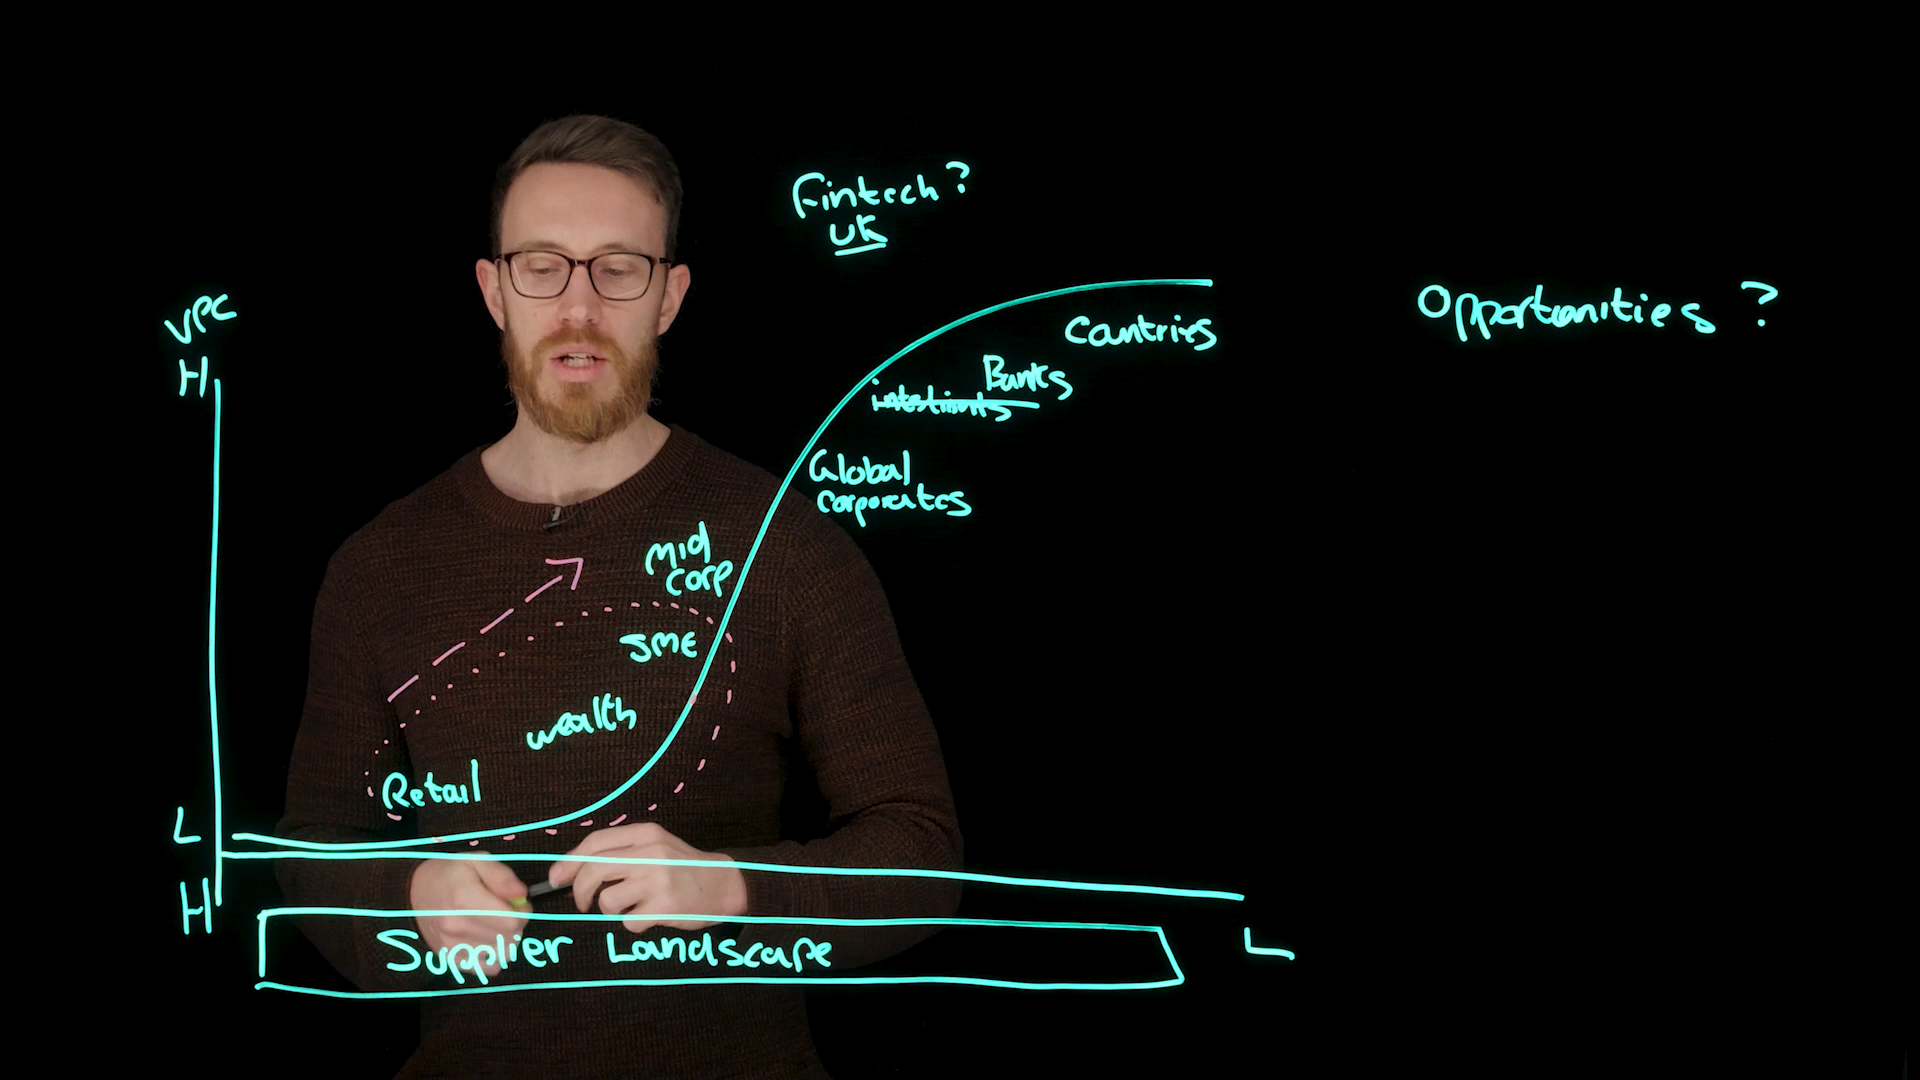 Fintech?
UK
VPC
H
Opportunities?
Countries
Banks
Global
corporates
Mid
corp
SME
wealth
Retail
L
H
L
Supplier Landscape